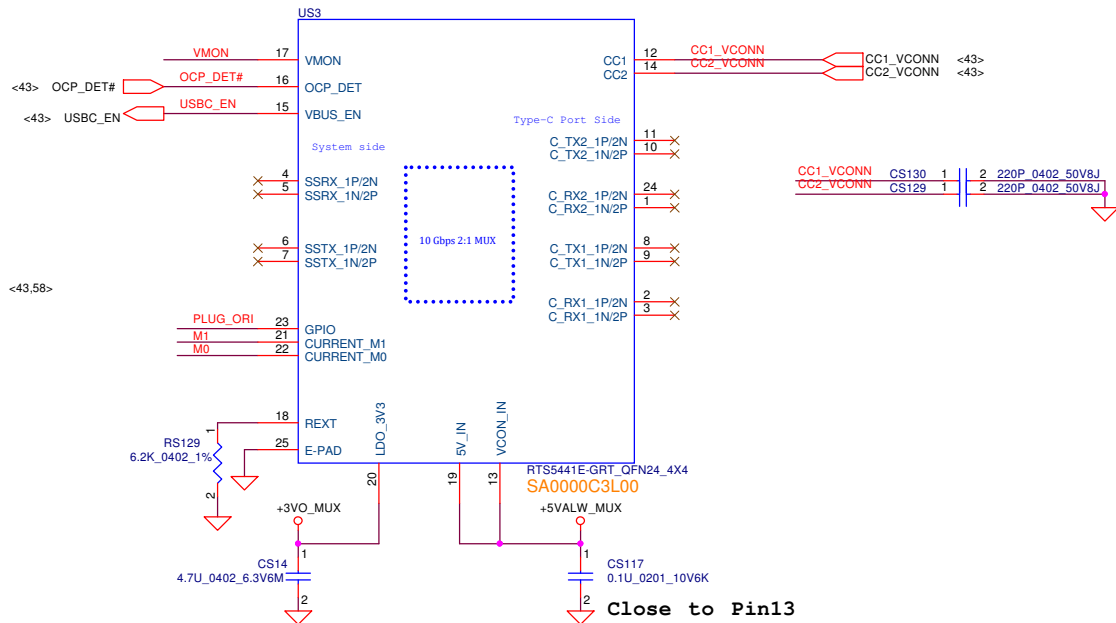 US3
VMON 17 VMON
<43> OCP_DET# OCP_DET# 16 OCP_DET
<43> USBC_EN USBC_EN 15 VBUS_EN
CC1 12 CC1_VCONN CC1_VCONN <43>
CC2 14 CC2_VCONN CC2_VCONN <43>
System side
Type-C Port Side
C_TX2_1P/2N 11
C_TX2_1N/2P 10
4 SSRX_1P/2N
5 SSRX_1N/2P
C_RX2_1P/2N 24
C_RX2_1N/2P 1
CC1_VCONN CS130 1 2 220P_0402_50V8J
CC2_VCONN CS129 1 2 220P_0402_50V8J
10 Gbps 2:1 MUX
6 SSTX_1P/2N
7 SSTX_1N/2P
C_TX1_1P/2N 8
C_TX1_1N/2P 9
<43,58>
C_RX1_1P/2N 2
C_RX1_1N/2P 3
PLUG_ORI 23 GPIO
M1 21 CURRENT_M1
M0 22 CURRENT_M0
18 REXT
25 E-PAD
1
RS129
6.2K_0402_1%
2
LDO_3V3
20
5V_IN
19
VCON_IN
13
RTS5441E-GRT_QFN24_4X4
SA0000C3L00
+3VO_MUX
+5VALW_MUX
1
CS14
4.7U_0402_6.3V6M
2
1
CS117
0.1U_0201_10V6K
2
Close to Pin13